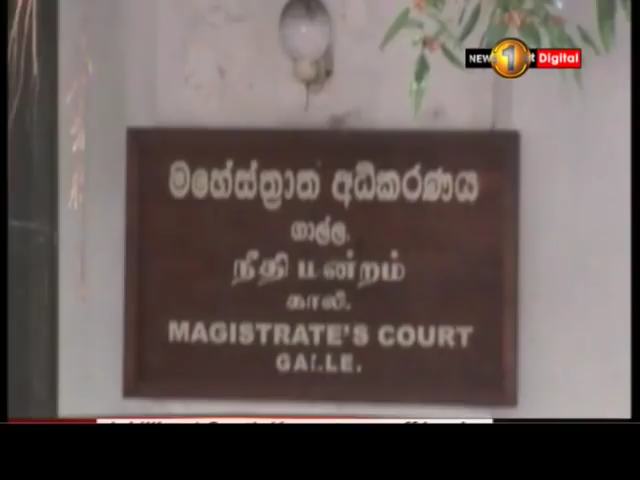 NEWS 1st Digital
මහේස්ත්‍රාත අධිකරණය
ගාල්ල.
நீதி மன்றம்
காலி.
MAGISTRATE'S COURT
GALLE.